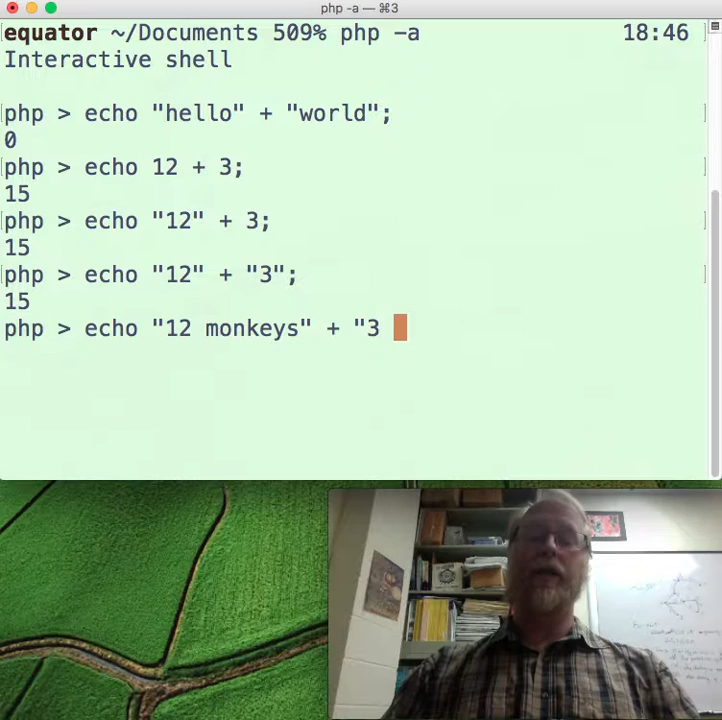 php -a — ⌘3
equator ~/Documents 509% php -a 18:46
Interactive shell
php > echo "hello" + "world";
0
php > echo 12 + 3;
15
php > echo "12" + 3;
15
php > echo "12" + "3";
15
php > echo "12 monkeys" + "3